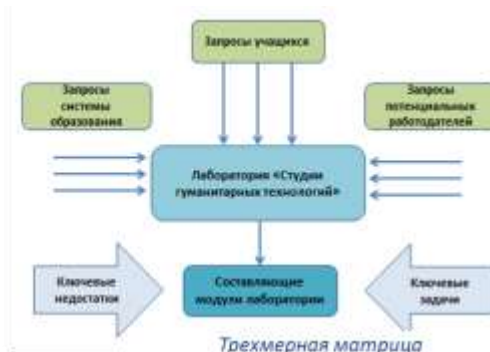 Запросы учащихся
Запросы
системы
образования
Запросы
потенциальных
работодателей
Лаборатория «Студии
гуманитарных технологий»
Ключевые
недостатки
Составляющие
модули лаборатории
Ключевые
задачи
Трехмерная матрица